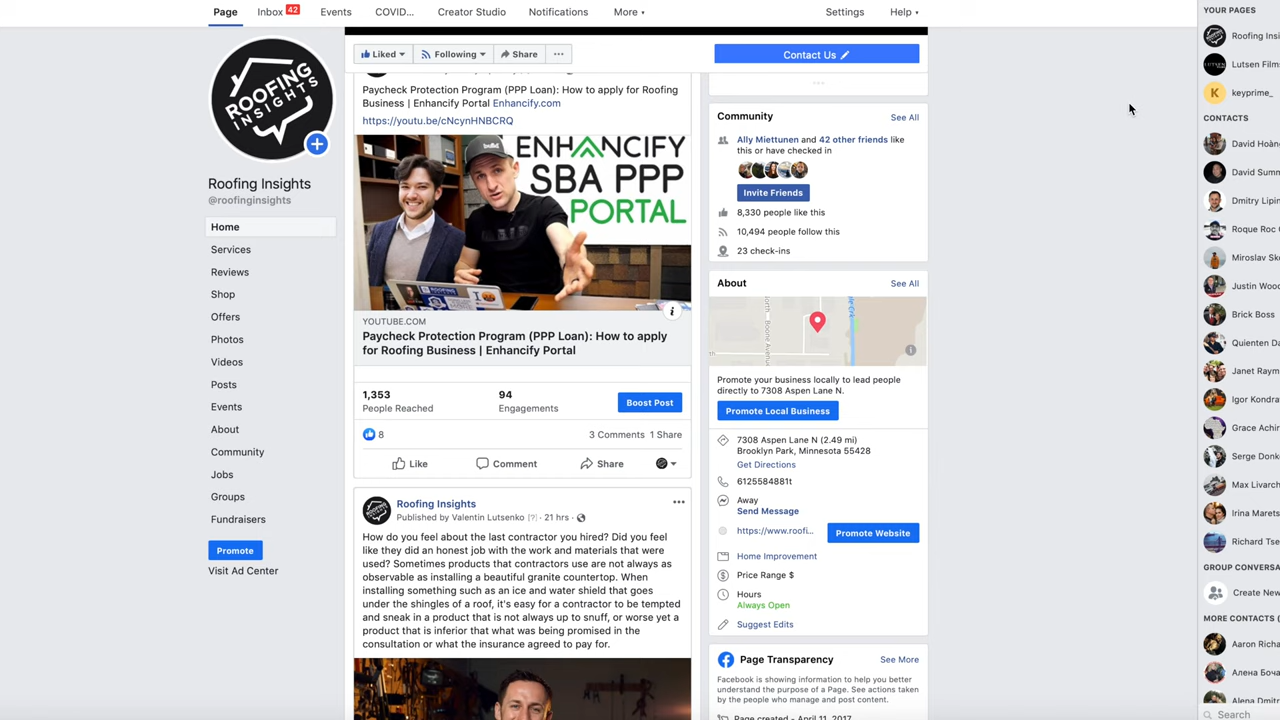 Page
Inbox 42
Events
COVID...
Creator Studio
Notifications
More
Settings
Help
Liked
Following
Share
Contact Us
ROOFING
INSIGHTS
Roofing Insights
@roofinginsights
Home
Services
Reviews
Shop
Offers
Photos
Videos
Posts
Events
About
Community
Jobs
Groups
Fundraisers
Promote
Visit Ad Center
Paycheck Protection Program (PPP Loan): How to apply for Roofing
Business | Enhancify Portal Enhancify.com
https://youtu.be/cNcynHNBCRQ
ENHANCIFY
SBA PPP
PORTAL
YOUTUBE.COM
Paycheck Protection Program (PPP Loan): How to apply
for Roofing Business | Enhancify Portal
1,353
People Reached
94
Engagements
Boost Post
8
3 Comments 1 Share
Like
Comment
Share
Roofing Insights
Published by Valentin Lutsenko [?] · 21 hrs ·
How do you feel about the last contractor you hired? Did you feel
like they did an honest job with the work and materials that were
used? Sometimes products that contractors use are not always as
observable as installing a beautiful granite countertop. When
installing something such as an ice and water shield that goes
under the shingles of a roof, it's easy for a contractor to be tempted
and sneak in a product that is not always up to snuff, or worse yet a
product that is inferior that what was being promised in the
consultation or what the insurance agreed to pay for.
Community
See All
Ally Miettunen and 42 other friends like
this or have checked in
Invite Friends
8,330 people like this
10,494 people follow this
23 check-ins
About
See All
Promote your business locally to lead people
directly to 7308 Aspen Lane N.
Promote Local Business
7308 Aspen Lane N (2.49 mi)
Brooklyn Park, Minnesota 55428
Get Directions
6125584881t
Away
Send Message
https://www.roofi...
Promote Website
Home Improvement
Price Range $
Hours
Always Open
Suggest Edits
Page Transparency
See More
Facebook is showing information to help you better
understand the purpose of a Page. See actions taken
by the people who manage and post content.
Page created - April 11, 2017
YOUR PAGES
Roofing Insi
Lutsen Film
K keyprime_
CONTACTS
David Hoàn
David Sum
Dmitry Lipin
Roque Roc
Miroslav Sk
Justin Woo
Brick Boss
Quienten Da
Janet Raym
Igor Kondra
Grace Achir
Serge Donk
Max Livarch
Irina Marets
Richard Tse
GROUP CONVERSA
Create New
MORE CONTACTS (
Aaron Richa
Алена Боча
Alena Dmitr
Search